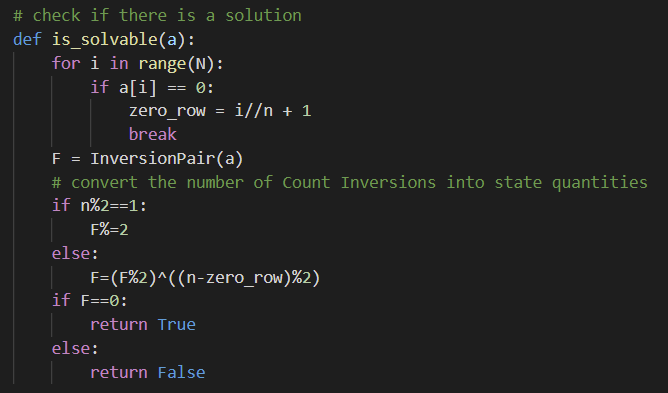 # check if there is a solution
def is_solvable(a):
    for i in range(N):
        if a[i] == 0:
            zero_row = i//n + 1
            break
    F = InversionPair(a)
    # convert the number of Count Inversions into state quantities
    if n%2==1:
        F%=2
    else:
        F=(F%2)^((n-zero_row)%2)
    if F==0:
        return True
    else:
        return False